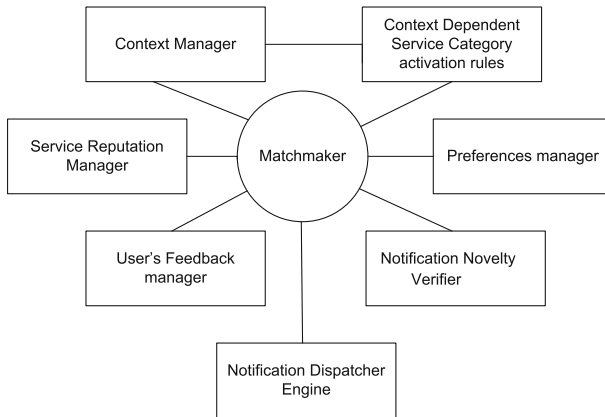 Context Manager
Context Dependent
Service Category
activation rules
Service Reputation
Manager
Matchmaker
Preferences manager
User's Feedback
manager
Notification Novelty
Verifier
Notification Dispatcher
Engine